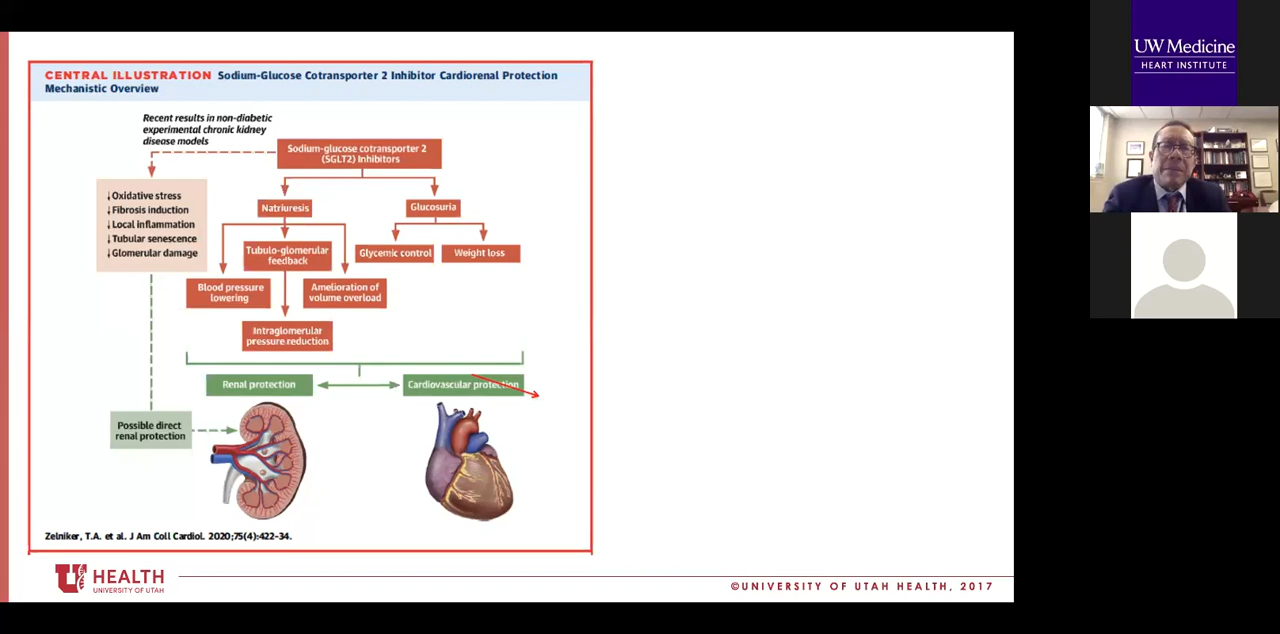 CENTRAL ILLUSTRATION Sodium-Glucose Cotransporter 2 Inhibitor Cardiorenal Protection
Mechanistic Overview
Recent results in non-diabetic
experimental chronic kidney
disease models
Sodium-glucose cotransporter 2
(SGLT2) Inhibitors
↓Oxidative stress
↓Fibrosis induction
↓Local inflammation
↓Tubular senescence
↓Glomerular damage
Natriuresis
Glucosuria
Tubulo-glomerular
feedback
Glycemic control
Weight loss
Blood pressure
lowering
Amelioration of
volume overload
Intraglomerular
pressure reduction
Renal protection
Cardiovascular protection
Possible direct
renal protection
Zelniker, T.A. et al. J Am Coll Cardiol. 2020;75(4):422-34.
U HEALTH
UNIVERSITY OF UTAH
©UNIVERSITY OF UTAH HEALTH, 2017
UW Medicine
HEART INSTITUTE